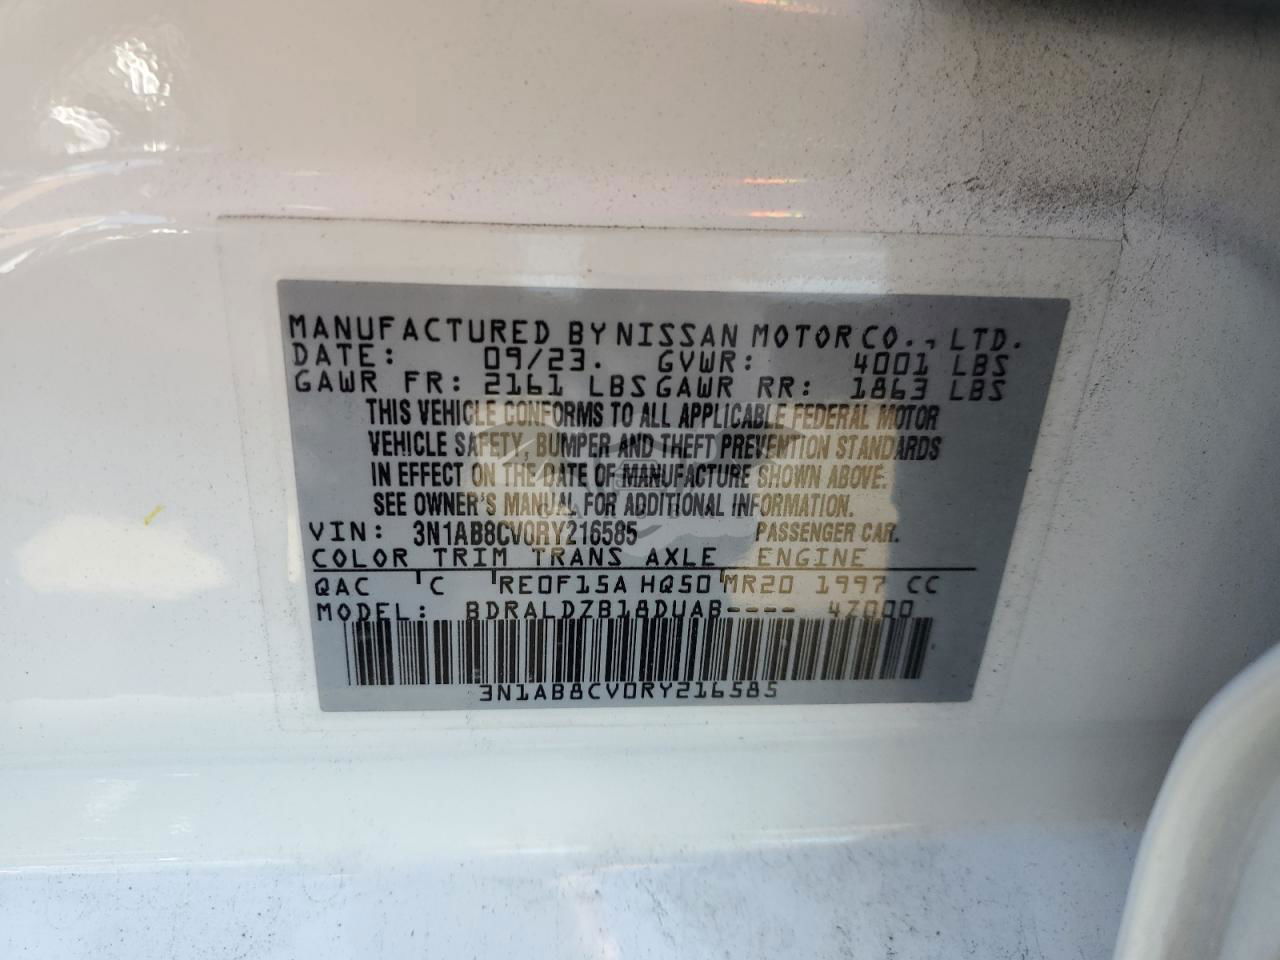 MANUFACTURED BY NISSAN MOTOR CO., LTD.
DATE: 09/23. GVWR: 4001 LBS
GAWR FR: 2161 LBS GAWR RR: 1863 LBS
THIS VEHICLE CONFORMS TO ALL APPLICABLE FEDERAL MOTOR
VEHICLE SAFETY, BUMPER AND THEFT PREVENTION STANDARDS
IN EFFECT ON THE DATE OF MANUFACTURE SHOWN ABOVE.
SEE OWNER'S MANUAL FOR ADDITIONAL INFORMATION.
VIN: 3N1AB8CV0RY216585 PASSENGER CAR.
COLOR TRIM TRANS AXLE ENGINE
QAC C RE0F15A HQ50 MR20 1997 CC
MODEL: BDRALDZB18DUAB---- 4Z000
3N1AB8CV0RY216585